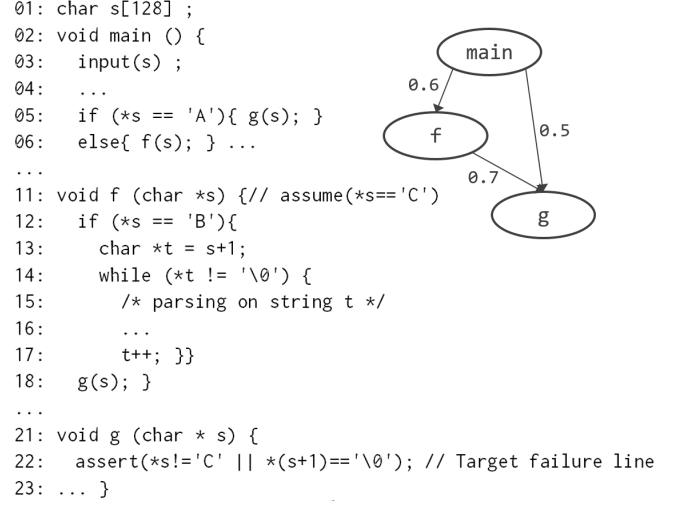 01: char s[128] ;
02: void main () {
03:   input(s) ;
04:   ...
05:   if (*s == 'A'){ g(s); }
06:   else{ f(s); } ...
...
11: void f (char *s) {// assume(*s=='C')
12:   if (*s == 'B'){
13:     char *t = s+1;
14:     while (*t != '\0') {
15:       /* parsing on string t */
16:       ...
17:       t++; }}
18:   g(s); }
...
21: void g (char * s) {
22:   assert(*s!='C' || *(s+1)=='\0'); // Target failure line
23: ... }
main
0.6
f
0.5
0.7
g